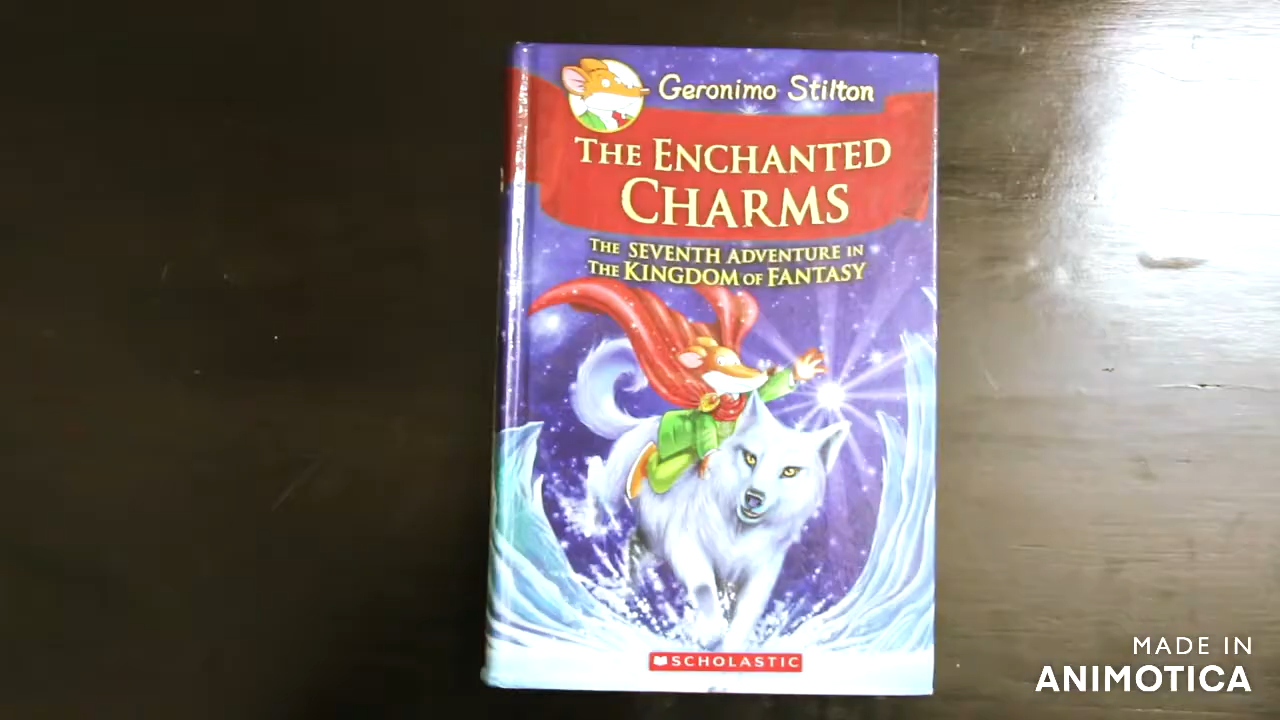 Geronimo Stilton
THE ENCHANTED
CHARMS
THE SEVENTH ADVENTURE IN
THE KINGDOM OF FANTASY
SCHOLASTIC
MADE IN
ANIMOTICA